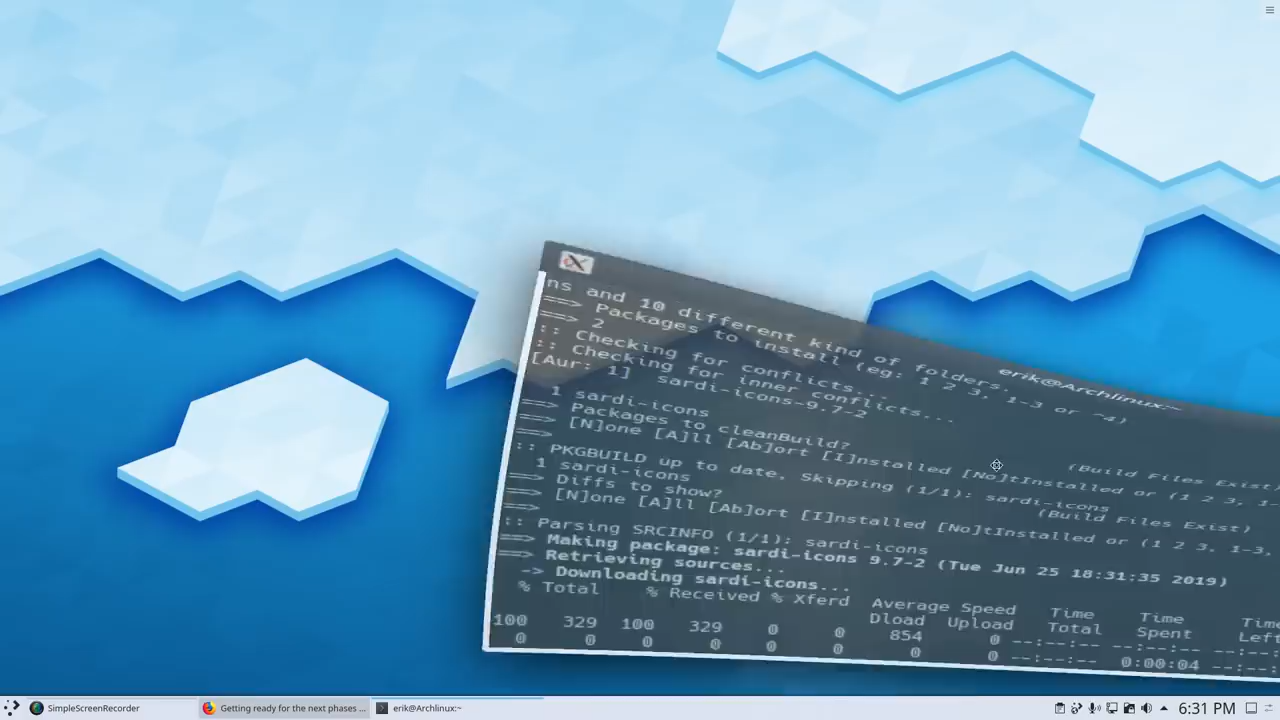 erik@Archlinux:~
ns and 10 different kind of folders.
==> Packages to install (eg: 1 2 3, 1-3 or ^4)
==> 2
:: Checking for conflicts...
:: Checking for inner conflicts...
[Aur: 1]  sardi-icons-9.7-2
1 sardi-icons (Build Files Exist)
==> Packages to cleanBuild?
==> [N]one [A]ll [Ab]ort [I]nstalled [No]tInstalled or (1 2 3, 1-
==>
:: PKGBUILD up to date, Skipping (1/1): sardi-icons
1 sardi-icons (Build Files Exist)
==> Diffs to show?
==> [N]one [A]ll [Ab]ort [I]nstalled [No]tInstalled or (1 2 3, 1-3,
==>
:: Parsing SRCINFO (1/1): sardi-icons
==> Making package: sardi-icons 9.7-2 (Tue Jun 25 18:31:35 2019)
==> Retrieving sources...
-> Downloading sardi-icons...
% Total % Received % Xferd Average Speed Time Time Time
Dload Upload Total Spent Left
100 329 100 329 0 0 854 0 --:--:-- --:--:-- --:--
0 0 0 0 0 0 0 0 --:--:-- 0:00:04 --:--
SimpleScreenRecorder Getting ready for the next phases ... erik@Archlinux:~ 6:31 PM